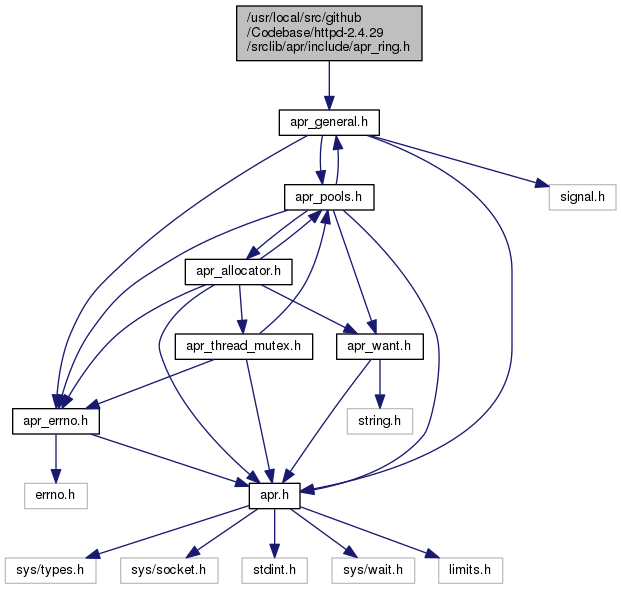 /usr/local/src/github
/Codebase/httpd-2.4.29
/srclib/apr/include/apr_ring.h
apr_general.h
apr_pools.h
signal.h
apr_allocator.h
apr_thread_mutex.h
apr_want.h
apr_errno.h
string.h
errno.h
apr.h
sys/types.h
sys/socket.h
stdint.h
sys/wait.h
limits.h